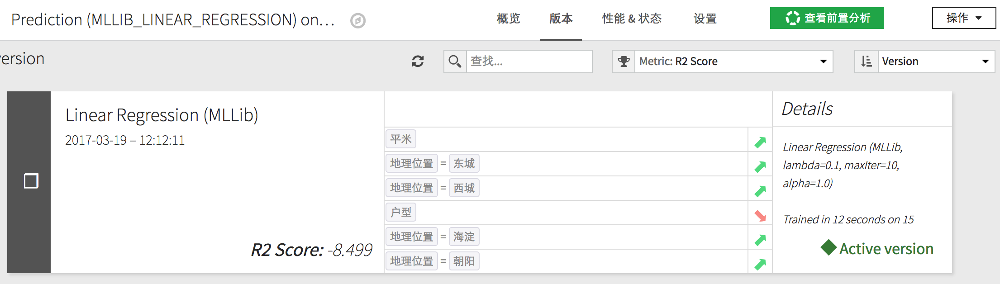 Prediction (MLLIB_LINEAR_REGRESSION) on...
概览
版本
性能 & 状态
设置
查看前置分析
操作
version
查找...
Metric: R2 Score
Version
Linear Regression (MLLib)
2017-03-19 – 12:12:11
R2 Score: -8.499
平米
地理位置 = 东城
地理位置 = 西城
户型
地理位置 = 海淀
地理位置 = 朝阳
Details
Linear Regression (MLLib,
lambda=0.1, maxIter=10,
alpha=1.0)
Trained in 12 seconds on 15
Active version